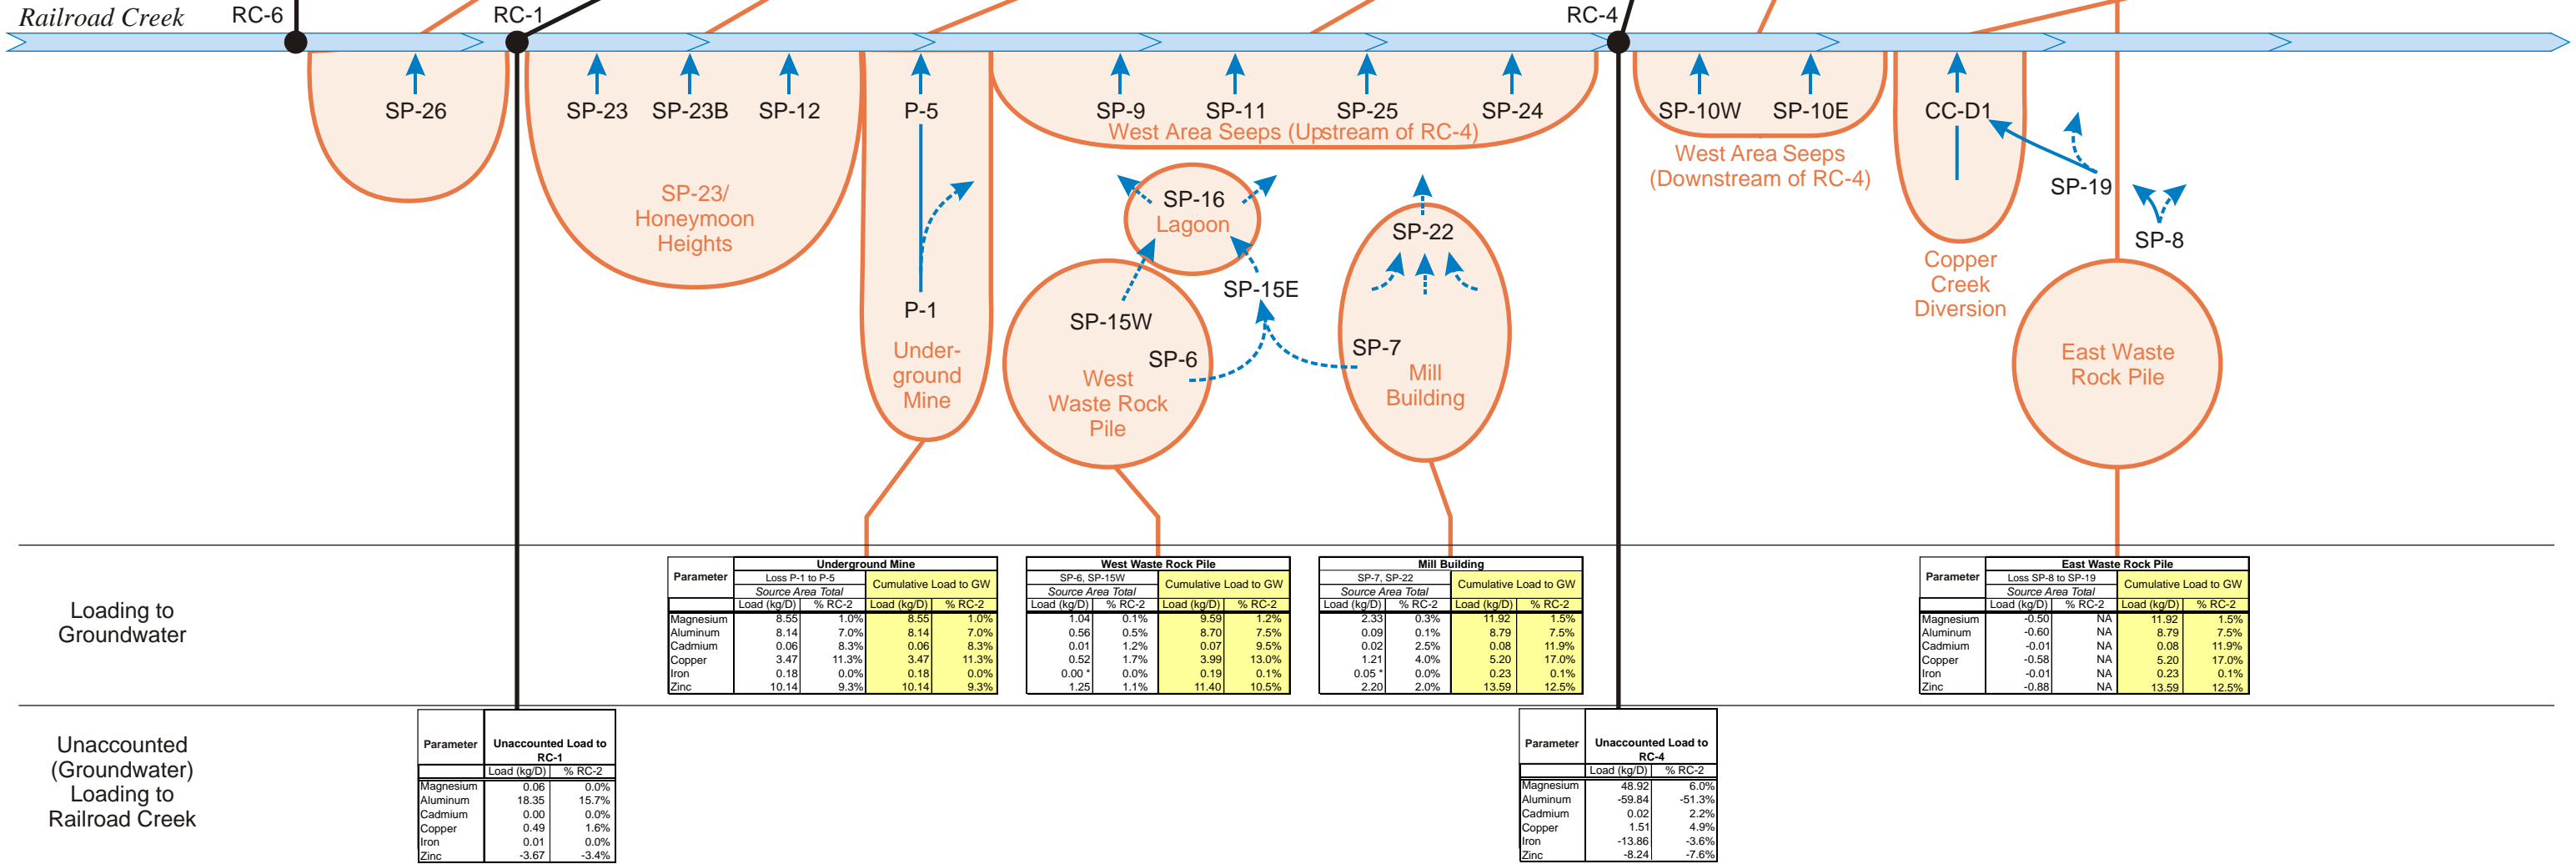 Railroad Creek
RC-6
RC-1
RC-4
SP-26
SP-23
SP-23B
SP-12
P-5
SP-9
SP-11
SP-25
SP-24
SP-10W
SP-10E
CC-D1
West Area Seeps (Upstream of RC-4)
West Area Seeps
(Downstream of RC-4)
SP-23/
Honeymoon
Heights
SP-16
Lagoon
SP-22
SP-19
SP-8
Copper
Creek
Diversion
P-1
SP-15E
SP-15W
SP-6
SP-7
Under-
ground
Mine
West
Waste Rock
Pile
Mill
Building
East Waste
Rock Pile
Loading to
Groundwater
Parameter Underground Mine
Loss P-1 to P-5 Cumulative Load to GW
Source Area Total
Load (kg/D) % RC-2 Load (kg/D) % RC-2
Magnesium 8.55 1.0% 8.55 1.0%
Aluminum 8.14 7.0% 8.14 7.0%
Cadmium 0.06 8.3% 0.06 8.3%
Copper 3.47 11.3% 3.47 11.3%
Iron 0.18 0.0% 0.18 0.0%
Zinc 10.14 9.3% 10.14 9.3%
West Waste Rock Pile
SP-6, SP-15W Cumulative Load to GW
Source Area Total
Load (kg/D) % RC-2 Load (kg/D) % RC-2
1.04 0.1% 9.59 1.2%
0.56 0.5% 8.70 7.5%
0.01 1.2% 0.07 9.5%
0.52 1.7% 3.99 13.0%
0.00 * 0.0% 0.19 0.1%
1.25 1.1% 11.40 10.5%
Mill Building
SP-7, SP-22 Cumulative Load to GW
Source Area Total
Load (kg/D) % RC-2 Load (kg/D) % RC-2
2.33 0.3% 11.92 1.5%
0.09 0.1% 8.79 7.5%
0.02 2.5% 0.08 11.9%
1.21 4.0% 5.20 17.0%
0.05 * 0.0% 0.23 0.1%
2.20 2.0% 13.59 12.5%
Parameter East Waste Rock Pile
Loss SP-8 to SP-19 Cumulative Load to GW
Source Area Total
Load (kg/D) % RC-2 Load (kg/D) % RC-2
Magnesium -0.50 NA 11.92 1.5%
Aluminum -0.60 NA 8.79 7.5%
Cadmium -0.01 NA 0.08 11.9%
Copper -0.58 NA 5.20 17.0%
Iron -0.01 NA 0.23 0.1%
Zinc -0.88 NA 13.59 12.5%
Unaccounted
(Groundwater)
Loading to
Railroad Creek
Parameter Unaccounted Load to
RC-1
Load (kg/D) % RC-2
Magnesium 0.06 0.0%
Aluminum 18.35 15.7%
Cadmium 0.00 0.0%
Copper 0.49 1.6%
Iron 0.01 0.0%
Zinc -3.67 -3.4%
Parameter Unaccounted Load to
RC-4
Load (kg/D) % RC-2
Magnesium 48.92 6.0%
Aluminum -59.84 -51.3%
Cadmium 0.02 2.2%
Copper 1.51 4.9%
Iron -13.86 -3.6%
Zinc -8.24 -7.6%